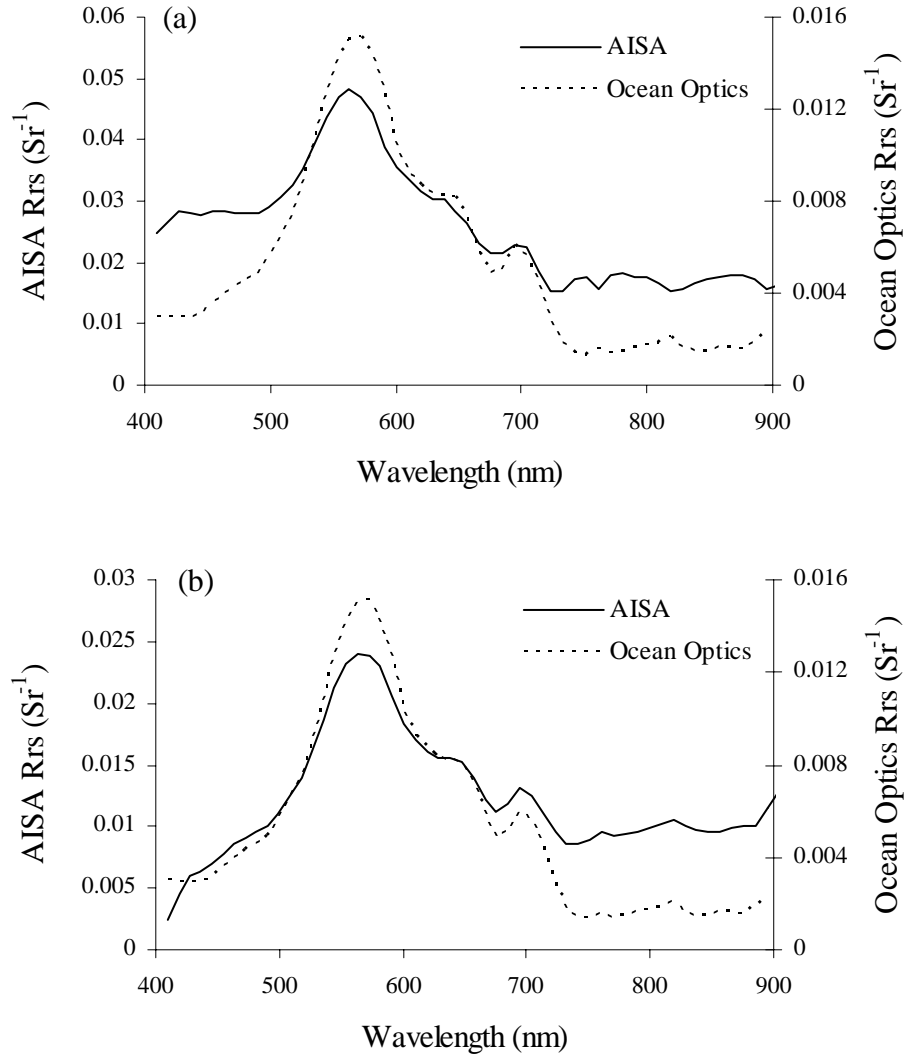 (a)
AISA
Ocean Optics
AISA Rrs (Sr-1)
Ocean Optics Rrs (Sr-1)
0.06
0.05
0.04
0.03
0.02
0.01
0
0.016
0.012
0.008
0.004
0
400 500 600 700 800 900
Wavelength (nm)
(b)
AISA
Ocean Optics
AISA Rrs (Sr-1)
Ocean Optics Rrs (Sr-1)
0.03
0.025
0.02
0.015
0.01
0.005
0
0.016
0.012
0.008
0.004
0
400 500 600 700 800 900
Wavelength (nm)